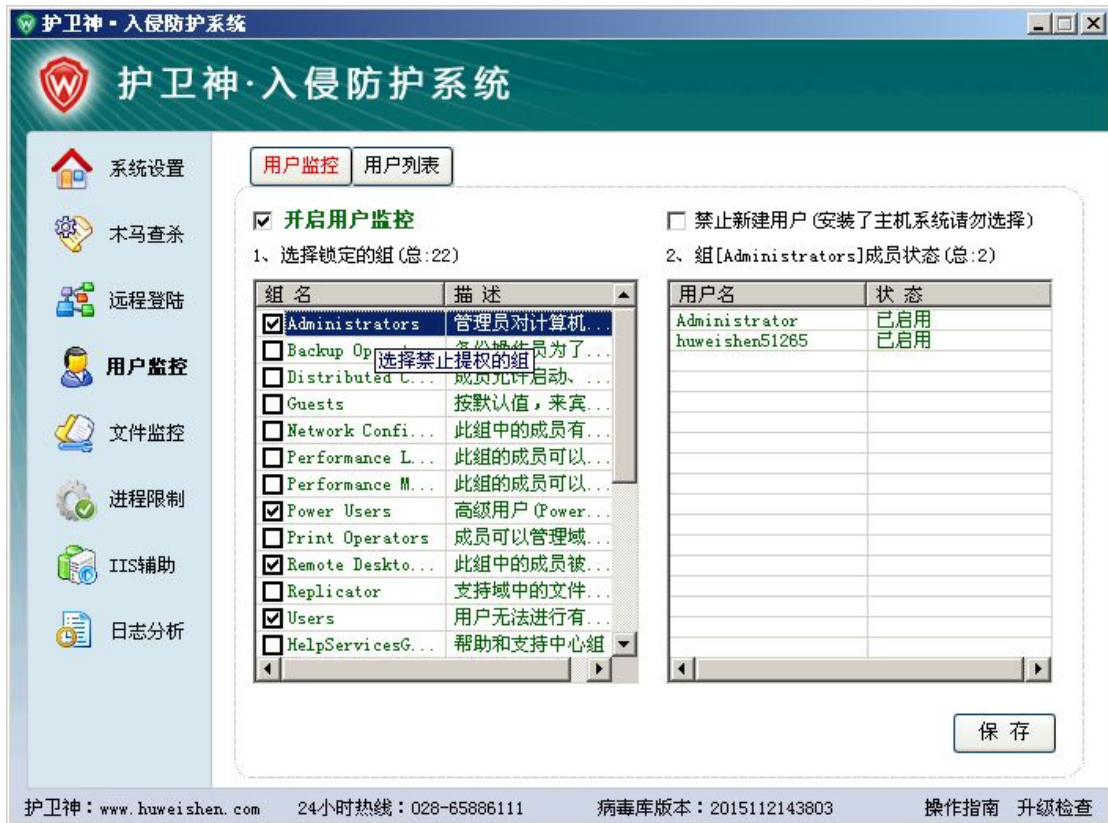 护卫神·入侵防护系统
护卫神·入侵防护系统
系统设置
木马查杀
远程登陆
用户监控
文件监控
进程限制
IIS辅助
日志分析
用户监控 用户列表
开启用户监控
1、选择锁定的组(总:22)
组 名 描 述
Administrators 管理员对计算机...
Backup Op 员为了...
选择禁止提权的组
Distributed C... 成员允许启动、...
Guests 按默认值，来宾...
Network Confi... 此组中的成员有...
Performance L... 此组的成员可以...
Performance M... 此组的成员可以...
Power Users 高级用户(Power...
Print Operators 成员可以管理域...
Remote Deskto... 此组中的成员被...
Replicator 支持域中的文件...
Users 用户无法进行有...
HelpServicesG... 帮助和支持中心组
禁止新建用户(安装了主机系统请勿选择)
2、组[Administrators]成员状态(总:2)
用户名 状 态
Administrator 已启用
huweishen51265 已启用
保 存
护卫神：www.huweishen.com 24小时热线：028-65886111 病毒库版本：2015112143803 操作指南 升级检查